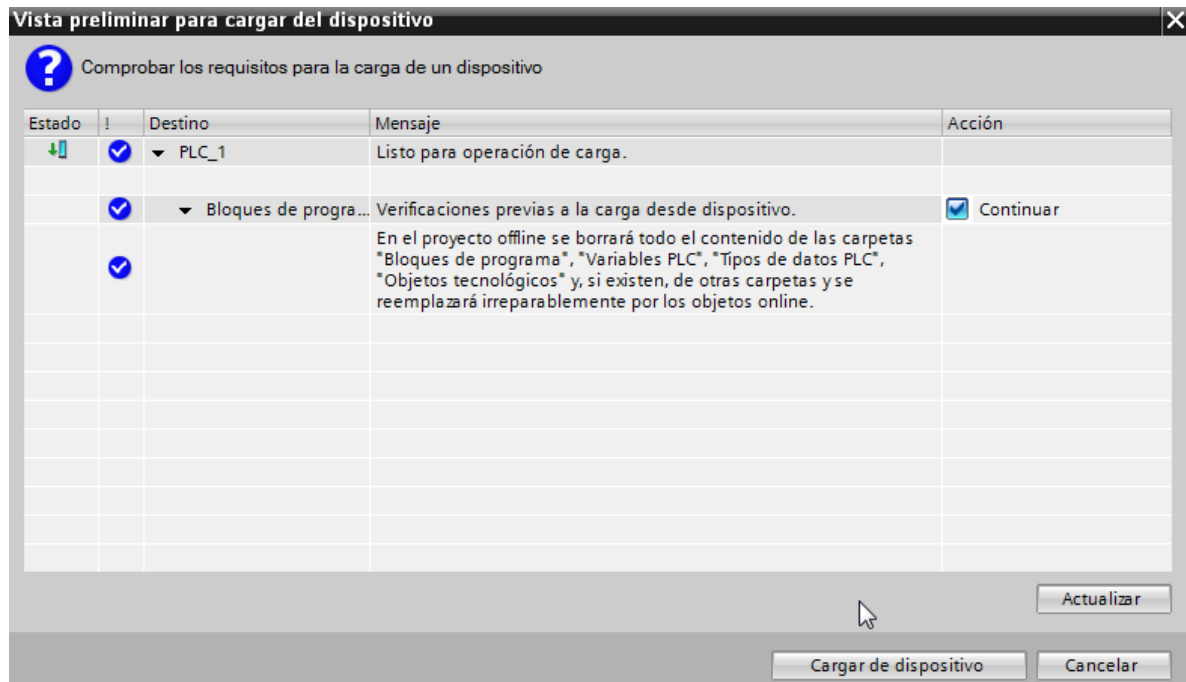 Vista preliminar para cargar del dispositivo
Comprobar los requisitos para la carga de un dispositivo
Estado ! Destino Mensaje Acción
PLC_1 Listo para operación de carga.
Bloques de progra... Verificaciones previas a la carga desde dispositivo. Continuar
En el proyecto offline se borrará todo el contenido de las carpetas
"Bloques de programa", "Variables PLC", "Tipos de datos PLC",
"Objetos tecnológicos" y, si existen, de otras carpetas y se
reemplazará irreparablemente por los objetos online.
Actualizar
Cargar de dispositivo Cancelar